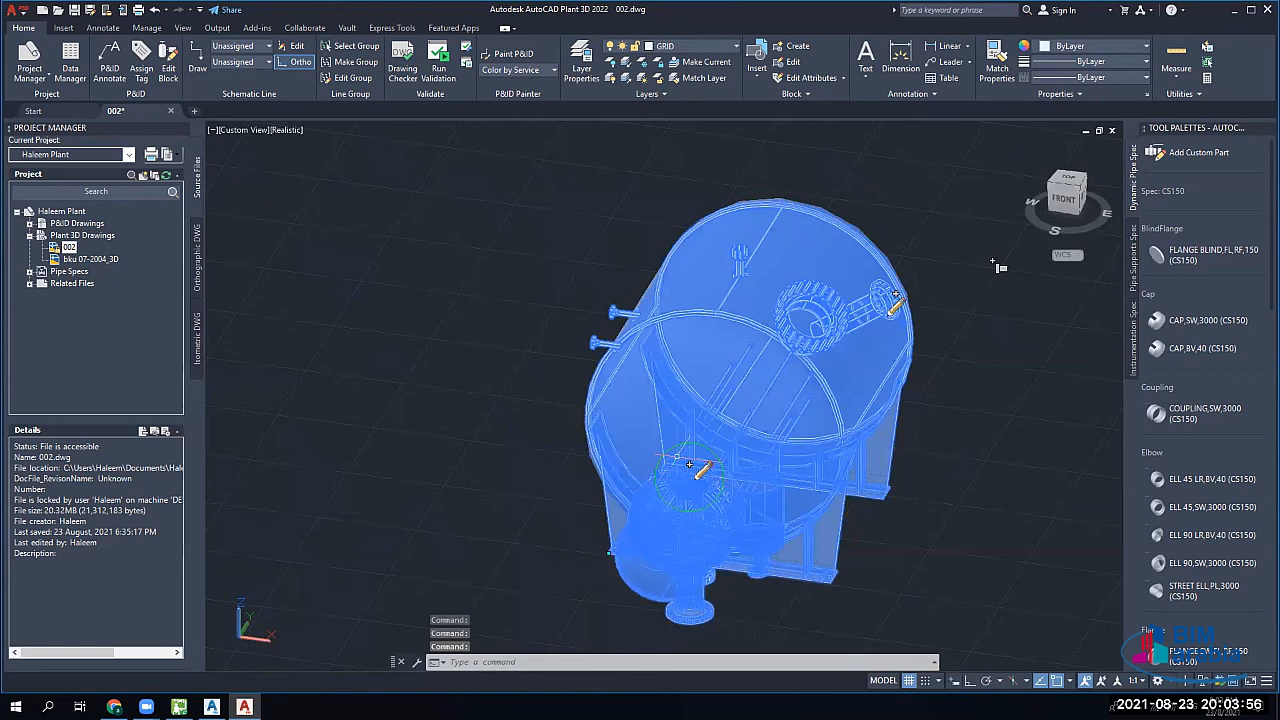 Share
Autodesk AutoCAD Plant 3D 2022 002.dwg
Type a keyword or phrase
Sign In
Home Insert Annotate Manage View Output Collaborate Vault Express Tools Featured Apps
Project Manager
Data Manager
Project
P&ID Annotate
Assign Tag
Edit Block
P&ID
Draw
Unassigned
Unassigned
Edit
Ortho
Schematic Line
Select Group
Make Group
Edit Group
Line Group
Drawing Checker
Run Validation
Validate
Paint P&ID
Color by Service
P&ID Painter
Layer Properties
GRID
Make Current
Match Layer
Layers
Insert
Create
Edit
Edit Attributes
Block
Text
Dimension
Linear
Leader
Table
Annotation
Match Properties
ByLayer
ByLayer
ByLayer
Properties
Measure
Utilities
Start
002*
PROJECT MANAGER
Current Project:
Haleem Plant
Project
Search
Haleem Plant
P&ID Drawings
Plant 3D Drawings
002
bku 07-2004_3D
Pipe Specs
Related Files
Source Files
Orthographic DWG
Isometric DWG
Details
Status: File is accessible
Name: 002.dwg
File location: C:\Users\Haleem\Documents\Hale
DocFile_RevisonName: Unknown
Number:
File is locked by user 'Haleem' on machine 'DE
File size: 20.32MB (21,312,183 bytes)
File creator: Haleem
Last saved: 23 August, 2021 6:35:17 PM
Last edited by: Haleem
Description:
[−][Custom View][Realistic]
TOP
FRONT
W
S
E
WCS
Z
Y
X
Command:
Command:
Command:
Type a command
TOOL PALETTES - AUTOC...
Dynamic Pipe Spec
Pipe Supports Spec
Instrumentation Spec
Add Custom Part
Spec: CS150
BlindFlange
FLANGE BLIND,FL,RF,150 (CS150)
Cap
CAP,SW,3000 (CS150)
CAP,BV,40 (CS150)
Coupling
COUPLING,SW,3000 (CS150)
Elbow
ELL 45 LR,BV,40 (CS150)
ELL 45,SW,3000 (CS150)
ELL 90 LR,BV,40 (CS150)
ELL 90,SW,3000 (CS150)
STREET ELL,PL,3000 (CS150)
Flange
BIM
MODEL
1:1
2021-08-23 20:03:56